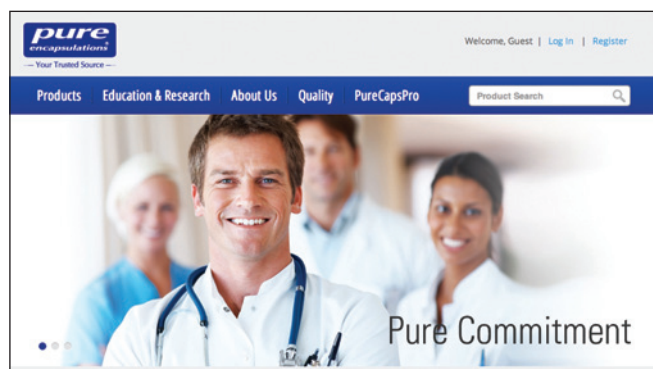 pure
encapsulations®
Your Trusted Source
Welcome, Guest | Log In | Register
Products Education & Research About Us Quality PureCapsPro Product Search
Pure Commitment